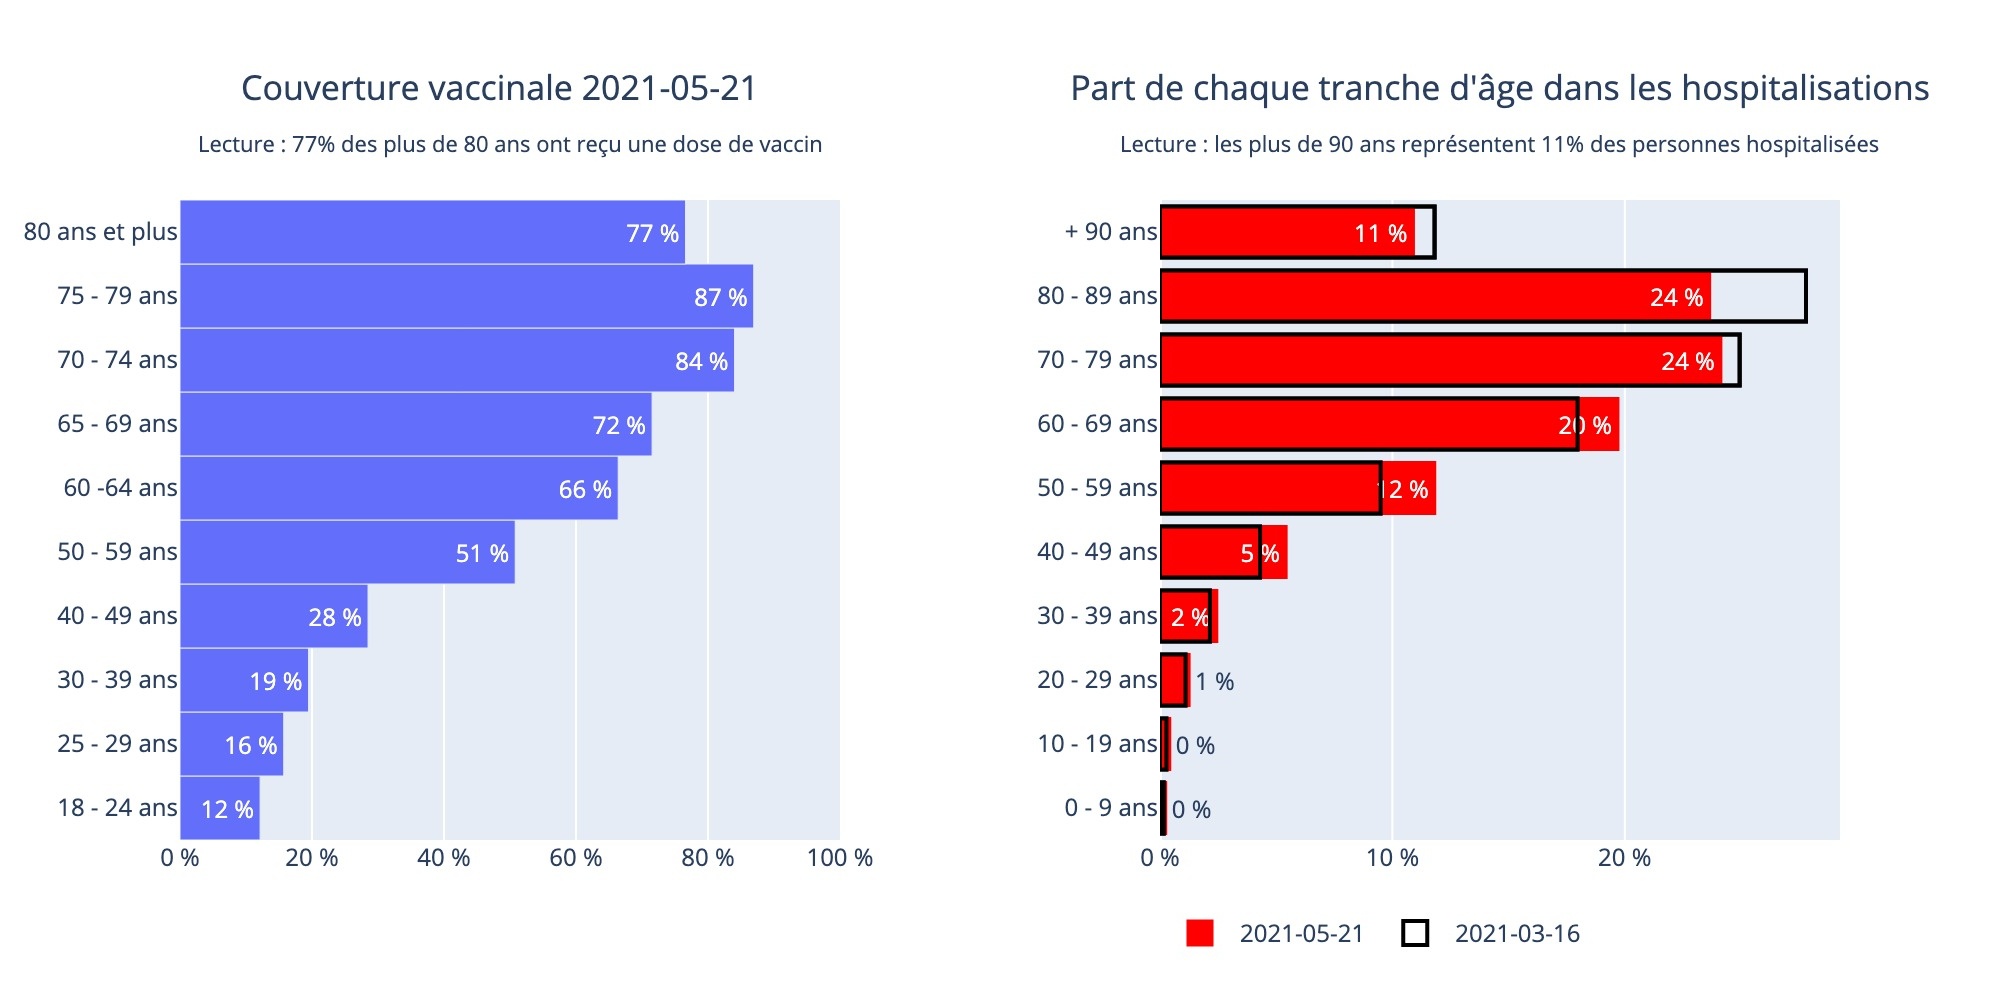 Couverture vaccinale 2021-05-21
Lecture : 77% des plus de 80 ans ont reçu une dose de vaccin
80 ans et plus 77 %
75 - 79 ans 87 %
70 - 74 ans 84 %
65 - 69 ans 72 %
60 -64 ans 66 %
50 - 59 ans 51 %
40 - 49 ans 28 %
30 - 39 ans 19 %
25 - 29 ans 16 %
18 - 24 ans 12 %
0 % 20 % 40 % 60 % 80 % 100 %
Part de chaque tranche d'âge dans les hospitalisations
Lecture : les plus de 90 ans représentent 11% des personnes hospitalisées
+ 90 ans 11 %
80 - 89 ans 24 %
70 - 79 ans 24 %
60 - 69 ans 20 %
50 - 59 ans 12 %
40 - 49 ans 5 %
30 - 39 ans 2 %
20 - 29 ans 1 %
10 - 19 ans 0 %
0 - 9 ans 0 %
0 % 10 % 20 %
2021-05-21 2021-03-16